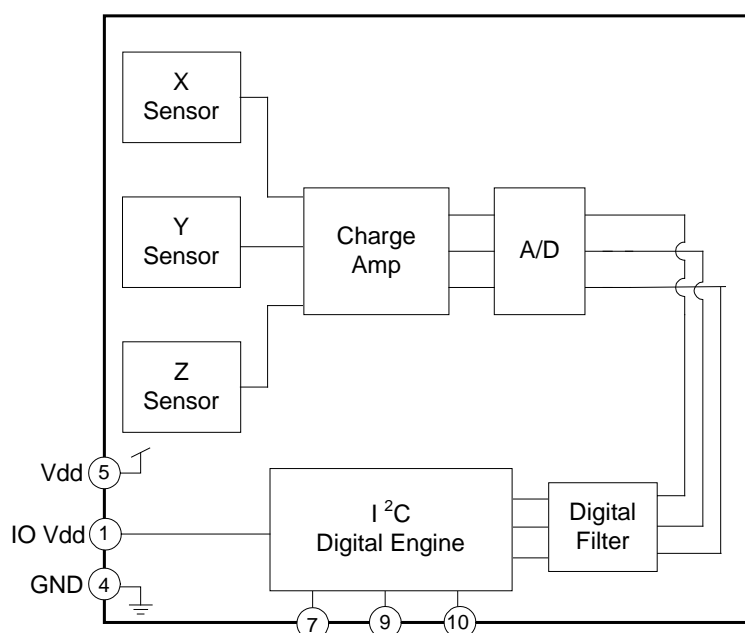 X
Sensor
Y
Sensor
Z
Sensor
Charge
Amp
A/D
Vdd 5
IO Vdd 1
GND 4
I ²C
Digital Engine
Digital
Filter
7 9 10